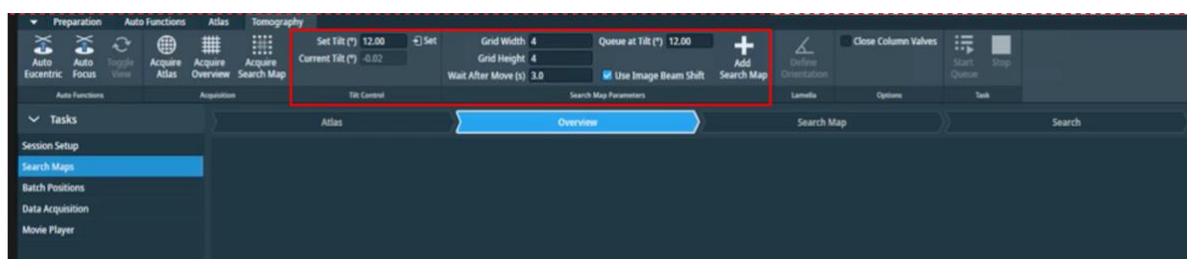 Preparation Auto Functions Atlas Tomography
Auto Eucentric
Auto Focus
Toggle View
Acquire Atlas
Acquire Overview
Acquire Search Map
Set Tilt (°) 12.00 Set
Current Tilt (°) -0.02
Grid Width 4 Queue at Tilt (°) 12.00
Grid Height 4
Wait After Move (s) 3.0 Use Image Beam Shift
Add Search Map
Define Orientation
Close Column Valves
Start Queue
Stop
Auto Functions Acquisition Tilt Control Search Map Parameters Lamella Options Task
Tasks
Atlas Overview Search Map Search
Session Setup
Search Maps
Batch Positions
Data Acquisition
Movie Player